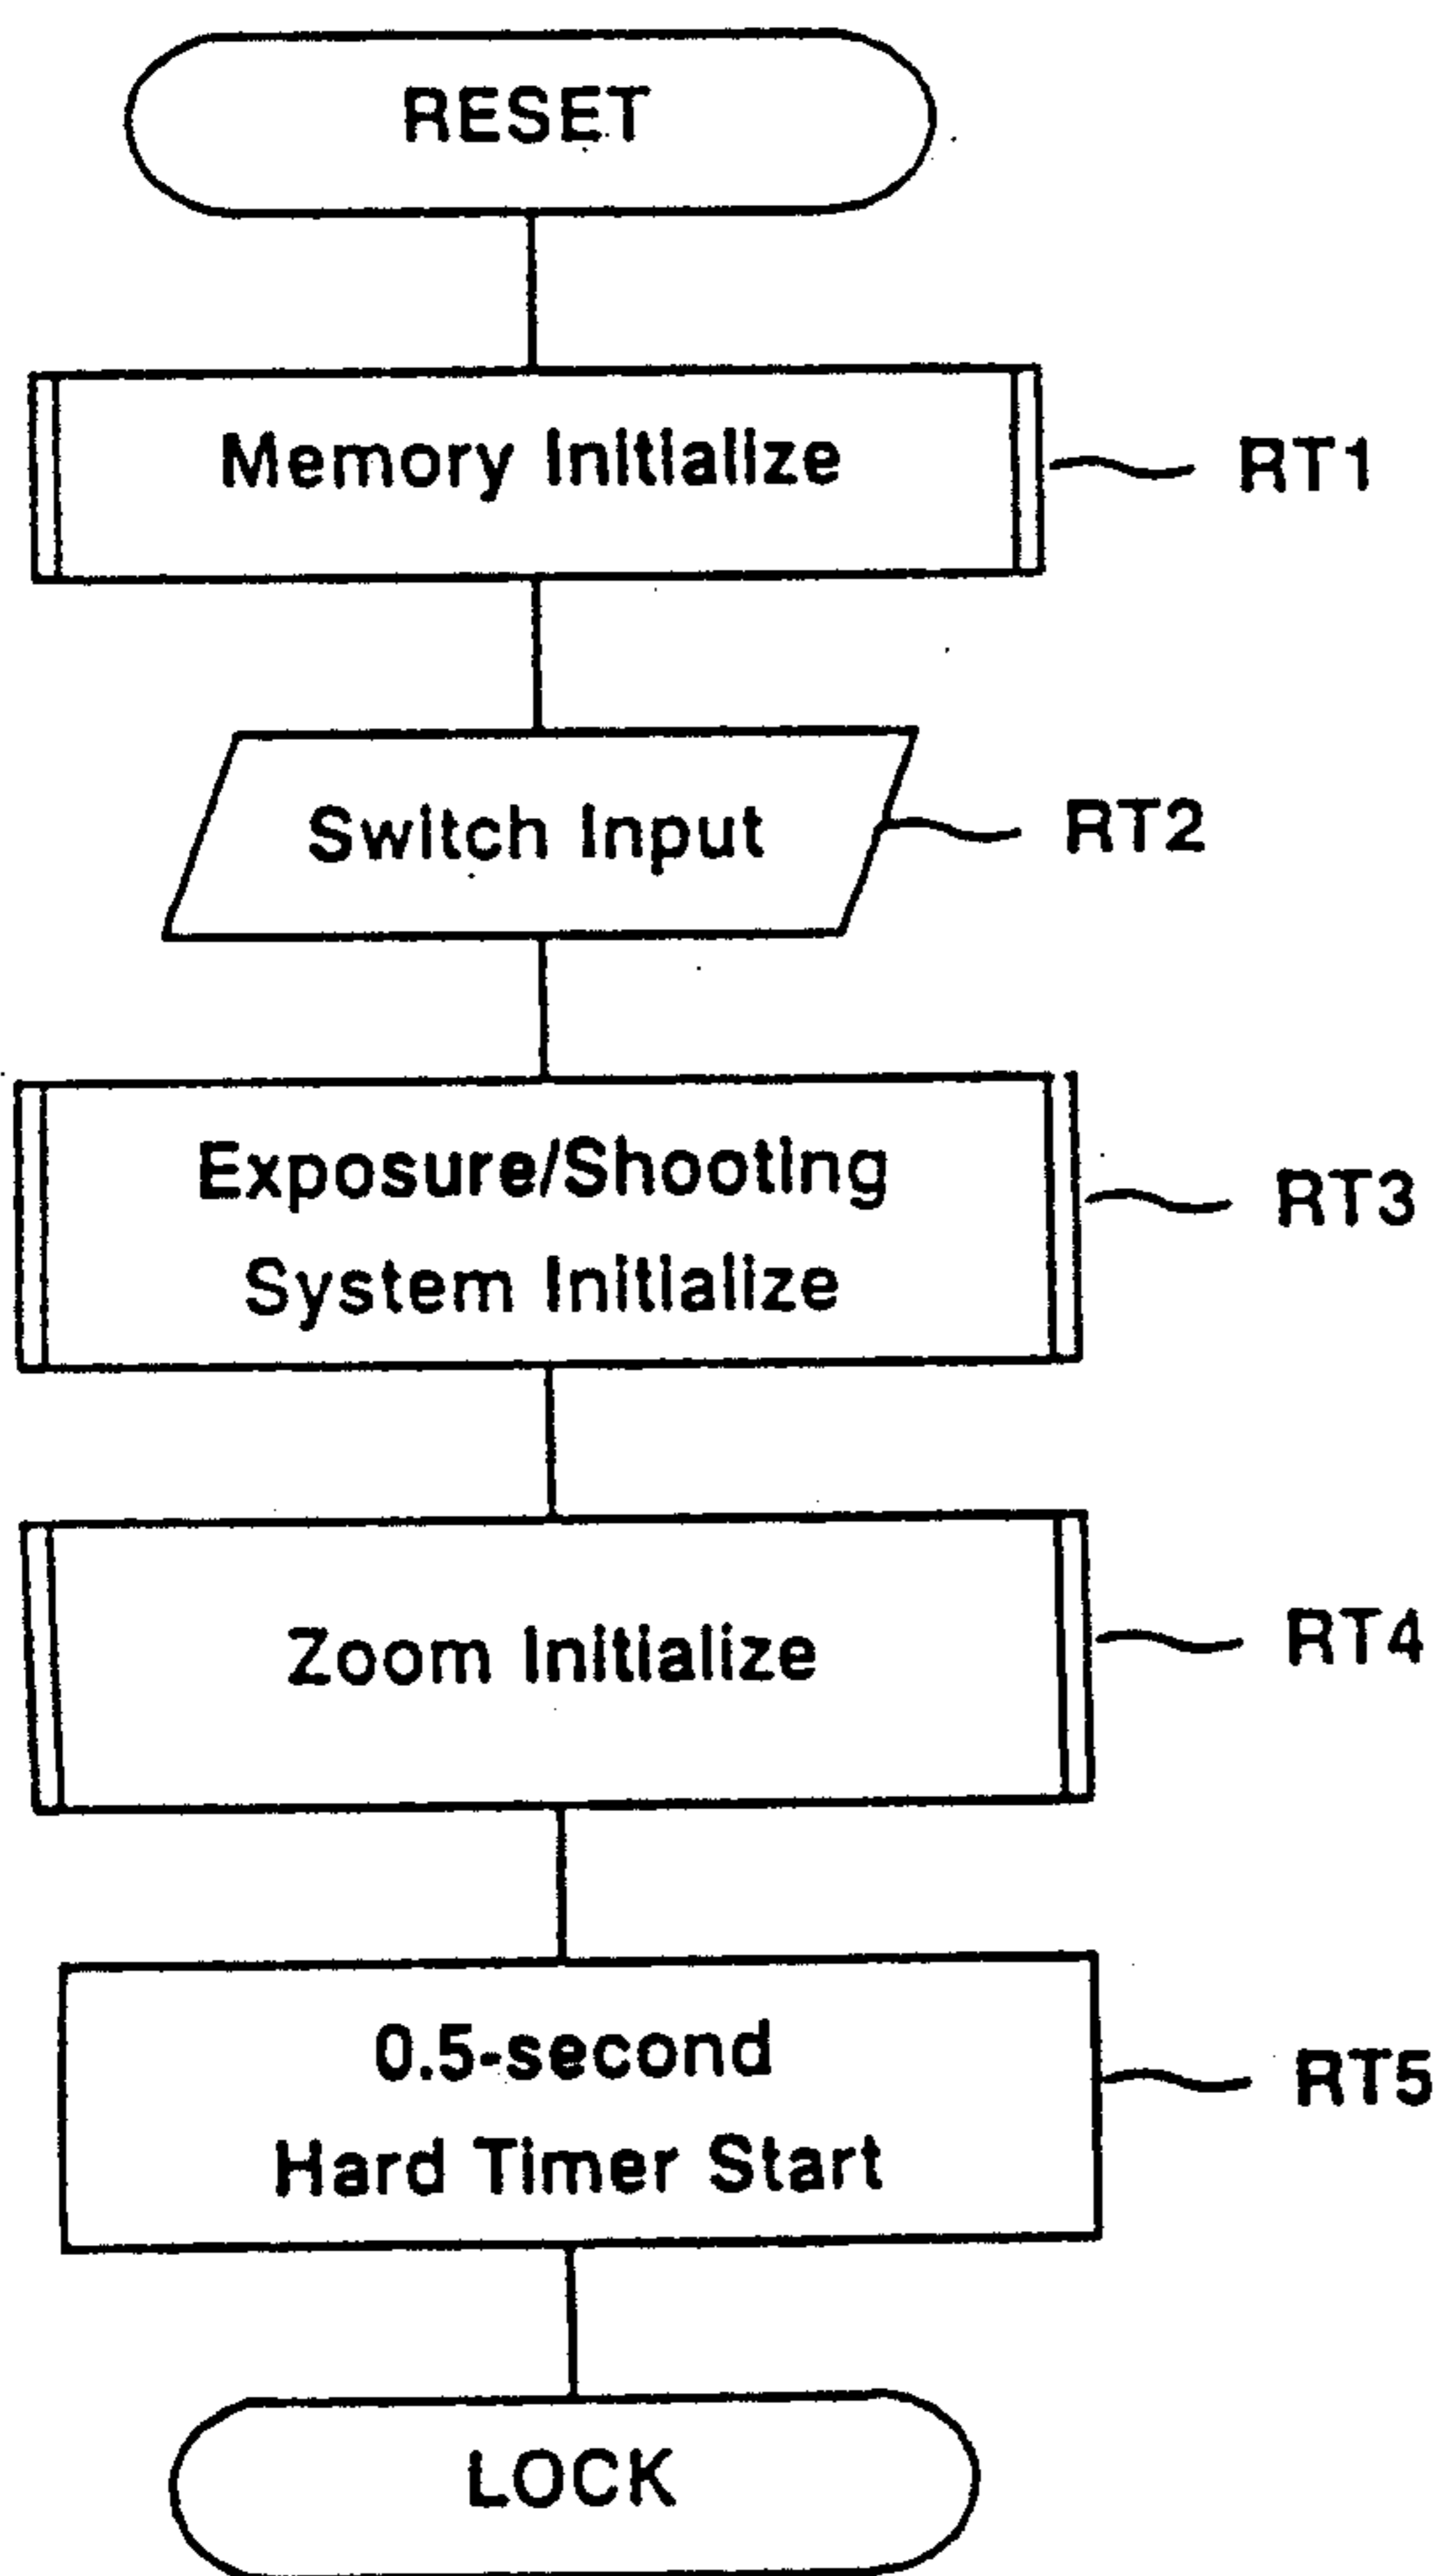 RESET
Memory Initialize
RT1
Switch Input
RT2
Exposure/Shooting
System Initialize
RT3
Zoom Initialize
RT4
0.5-second
Hard Timer Start
RT5
LOCK